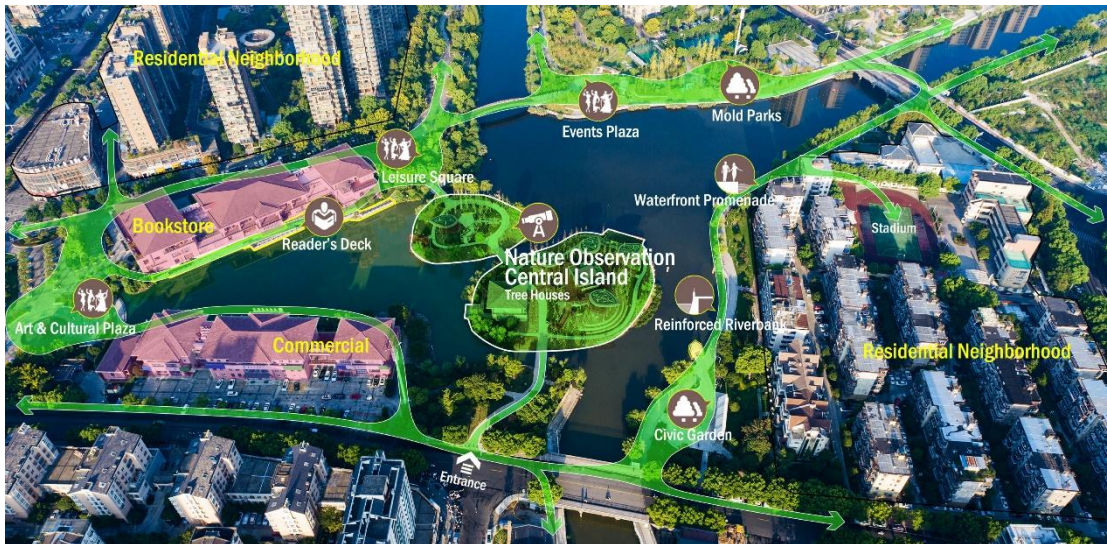 Residential Neighborhood
Events Plaza
Mold Parks
Leisure Square
Waterfront Promenade
Bookstore
Reader's Deck
Stadium
Nature Observation
Central Island
Tree Houses
Art & Cultural Plaza
Reinforced Riverbank
Commercial
Residential Neighborhood
Civic Garden
Entrance